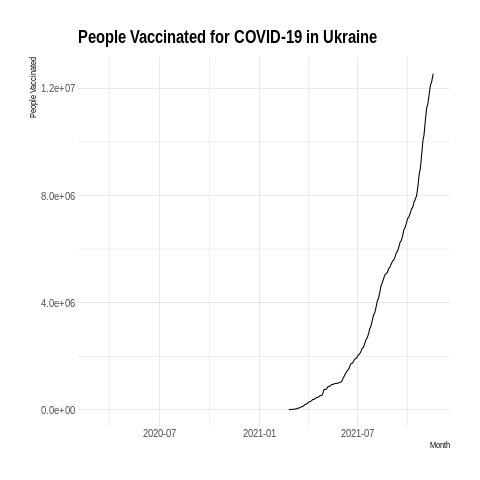 People Vaccinated for COVID-19 in Ukraine
People Vaccinated
1.2e+07
8.0e+06
4.0e+06
0.0e+00
2020-07 2021-01 2021-07
Month